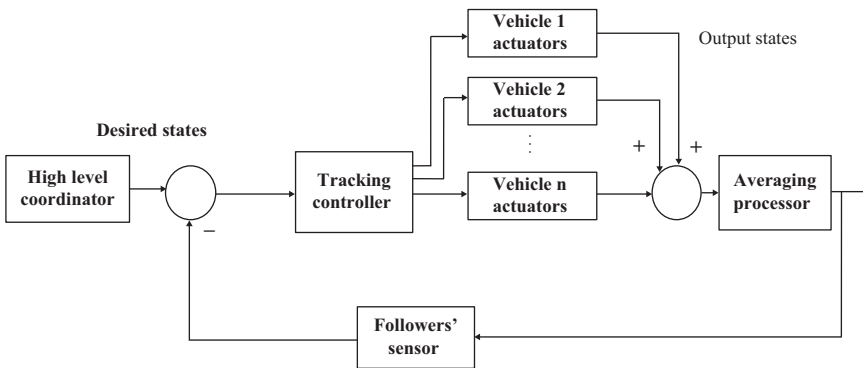 Vehicle 1
actuators
Output states
Vehicle 2
actuators
⋮
Desired states
+
+
High level
coordinator
Tracking
controller
Vehicle n
actuators
Averaging
processor
−
Followers'
sensor